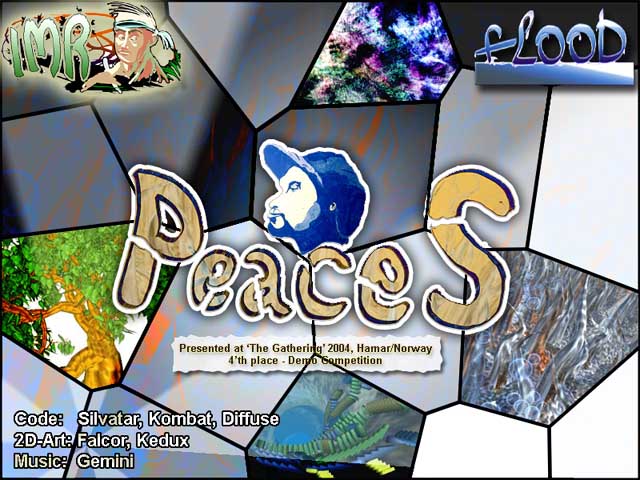 IMR
fLOOD
PeaceS
Presented at 'The Gathering' 2004, Hamar/Norway
4'th place - Demo Competition
Code: Silvatar, Kombat, Diffuse
2D-Art: Falcor, Kedux
Music: Gemini